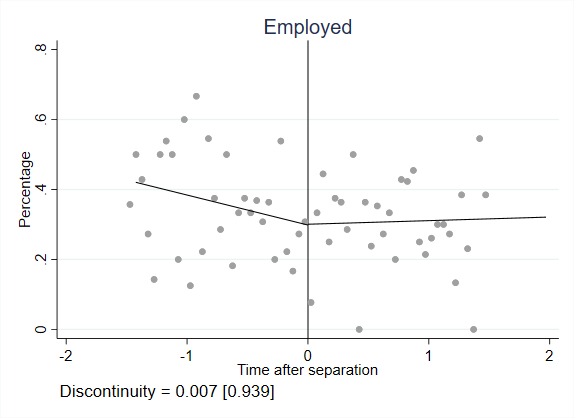 Employed
Percentage
.8
.6
.4
.2
0
-2
-1
0
1
2
Time after separation
Discontinuity = 0.007 [0.939]